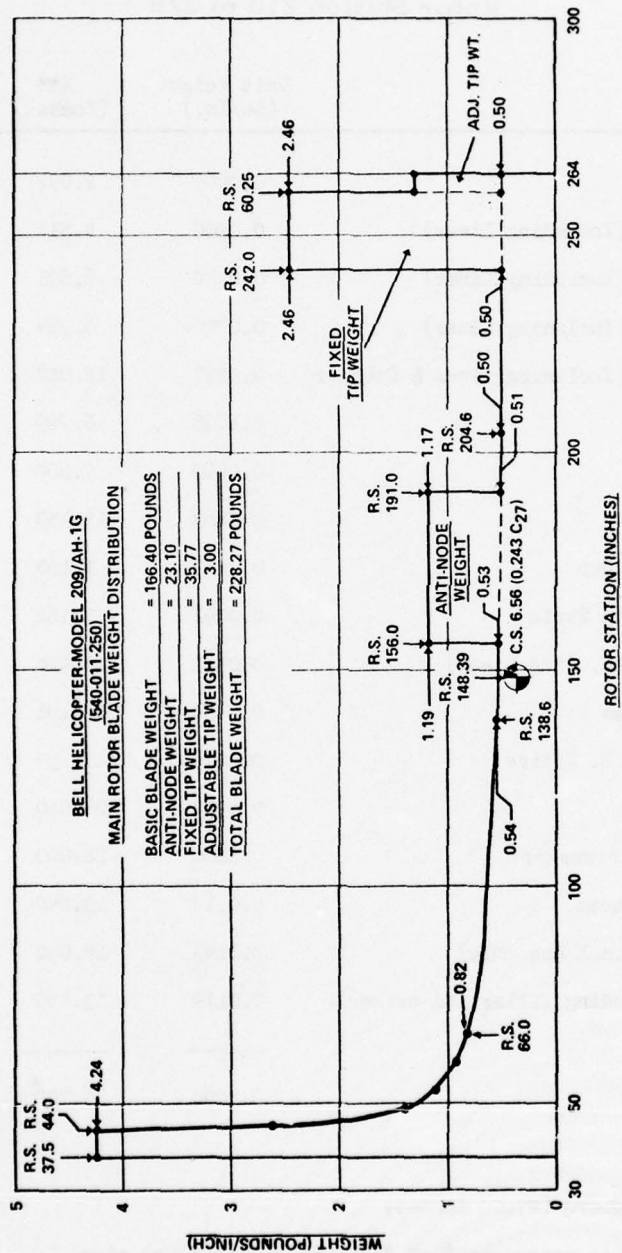 BELL HELICOPTER-MODEL 209/AH-1G
(540-011-250)
MAIN ROTOR BLADE WEIGHT DISTRIBUTION
BASIC BLADE WEIGHT = 166.40 POUNDS
ANTI-NODE WEIGHT = 23.10
FIXED TIP WEIGHT = 35.77
ADJUSTABLE TIP WEIGHT = 3.00
TOTAL BLADE WEIGHT = 228.27 POUNDS
WEIGHT (POUNDS/INCH)
5
4
3
2
1
0
R.S.
37.5
R.S.
44.0
4.24
0.82
R.S.
66.0
0.54
R.S.
138.6
R.S.
148.39
C.S. 6.56 (0.243 C27)
R.S.
156.0
1.19
1.17
ANTI-NODE
WEIGHT
0.53
R.S.
191.0
0.51
R.S.
204.6
0.50
0.50
FIXED
TIP WEIGHT
R.S.
242.0
2.46
R.S.
60.25
2.46
ADJ. TIP WT.
0.50
30
50
100
150
200
250
264
300
ROTOR STATION (INCHES)